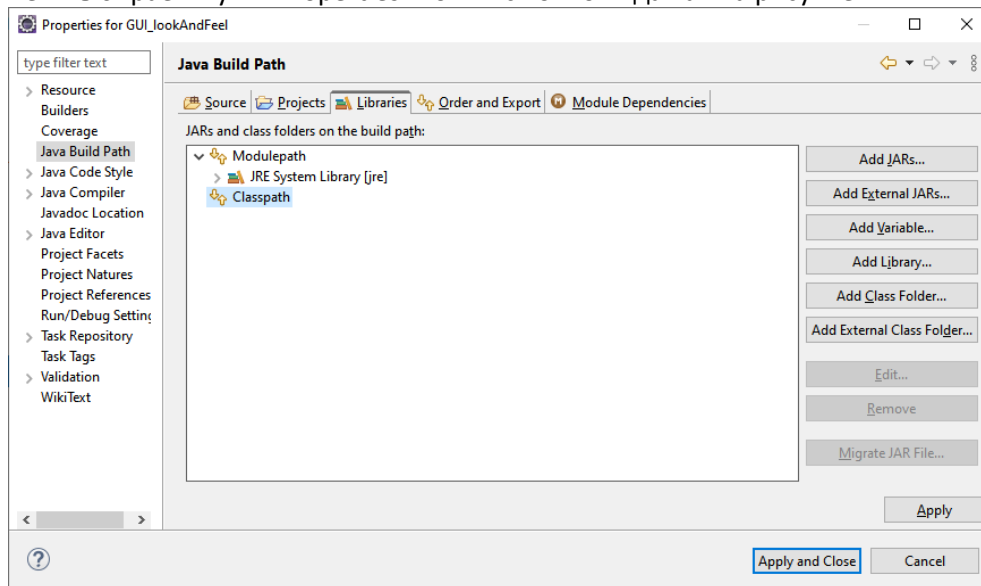 Properties
Properties for GUI_lookAndFeel
type filter text
Resource
Builders
Coverage
Java Build Path
Java Code Style
Java Compiler
Javadoc Location
Java Editor
Project Facets
Project Natures
Project References
Run/Debug Setting
Task Repository
Task Tags
Validation
WikiText
Java Build Path
Source Projects Libraries Order and Export Module Dependencies
JARs and class folders on the build path:
Modulepath
JRE System Library [jre]
Classpath
Add JARs...
Add External JARs...
Add Variable...
Add Library...
Add Class Folder...
Add External Class Folder...
Edit...
Remove
Migrate JAR File...
Apply
Apply and Close
Cancel